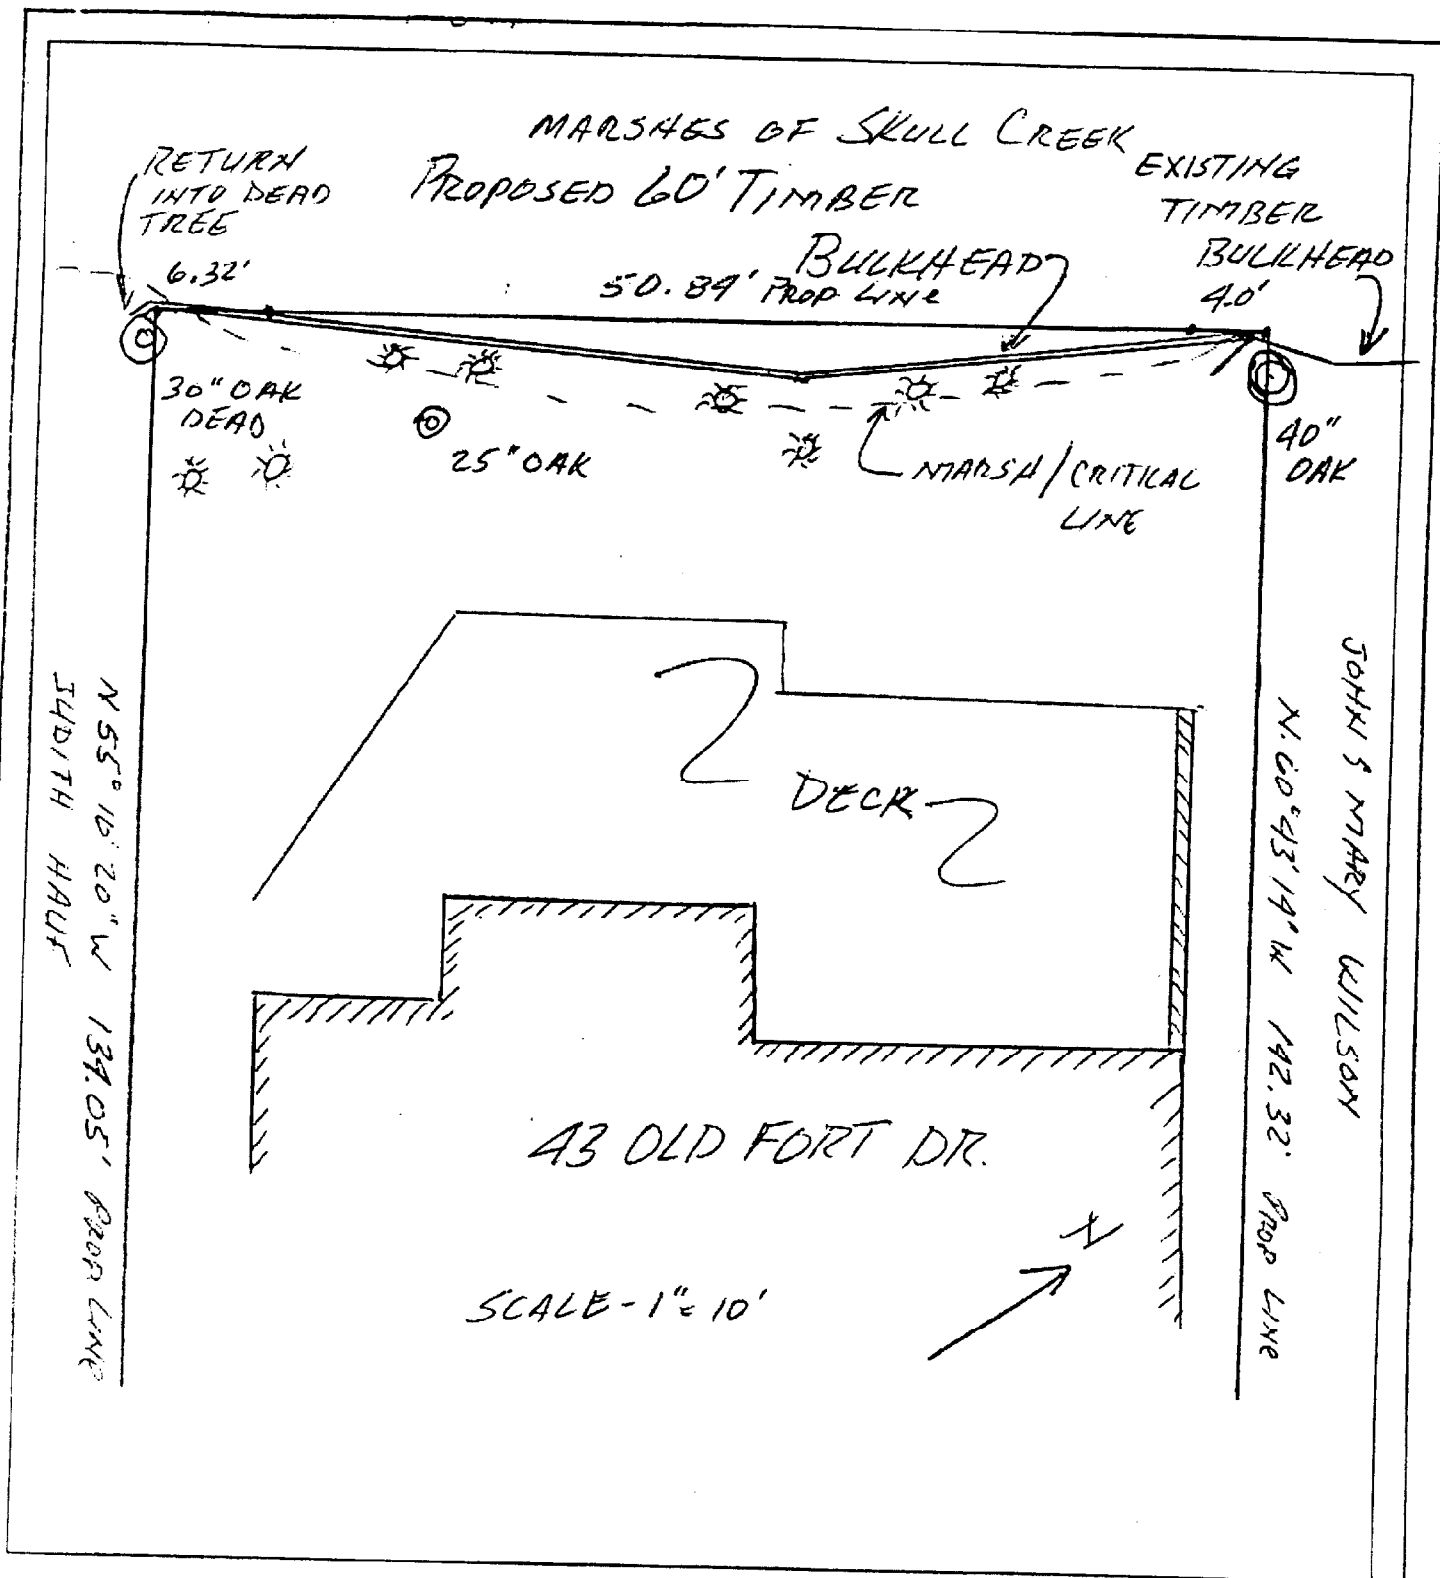 MARSHES OF SKULL CREEK
RETURN
INTO DEAD
TREE
PROPOSED 60' TIMBER
BULKHEAD
EXISTING
TIMBER
BULKHEAD
6.32'
50.89' PROP LINE
4.0'
30" OAK
DEAD
25" OAK
MARSH/CRITICAL
LINE
40"
OAK
DECK
N 55° 16' 20" W 139.05' PROP LINE
JUDITH HAUF
N. 60° 43' 14" W 142.32' PROP LINE
JOHN & MARY WILSON
43 OLD FORT DR.
N
SCALE - 1" = 10'